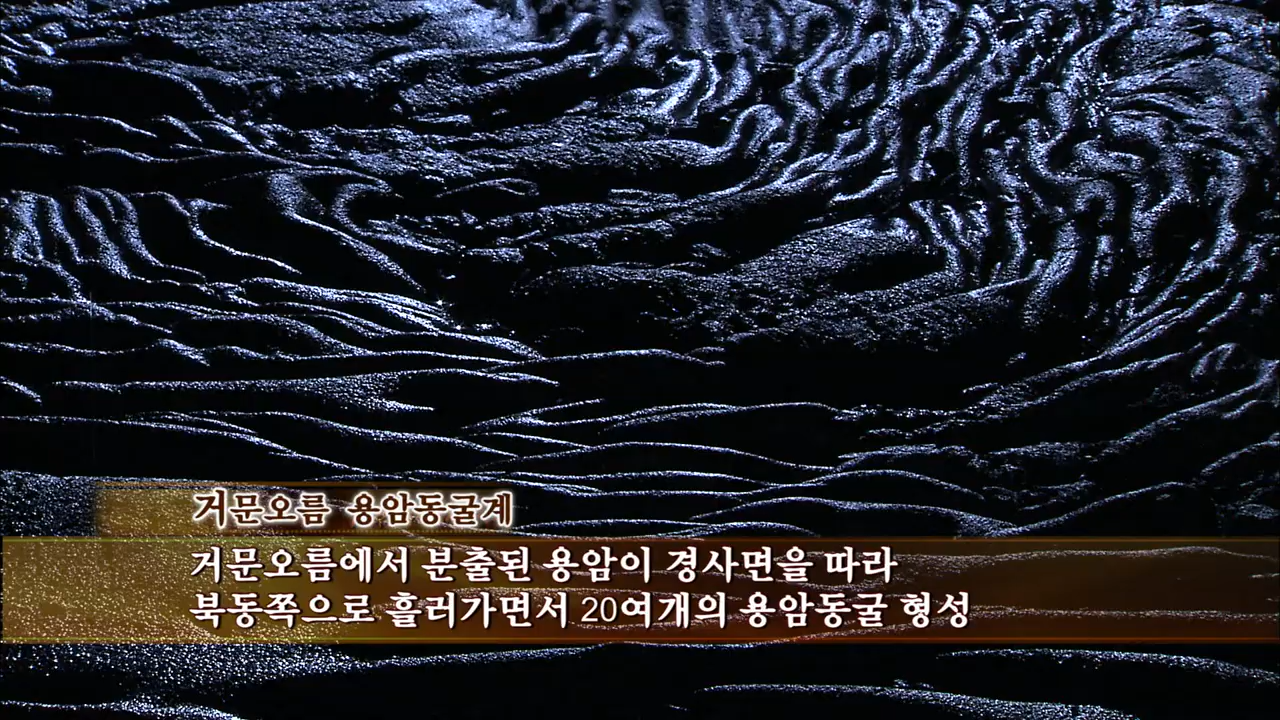 거문오름 용암동굴계
거문오름에서 분출된 용암이 경사면을 따라
북동쪽으로 흘러가면서 20여개의 용암동굴 형성